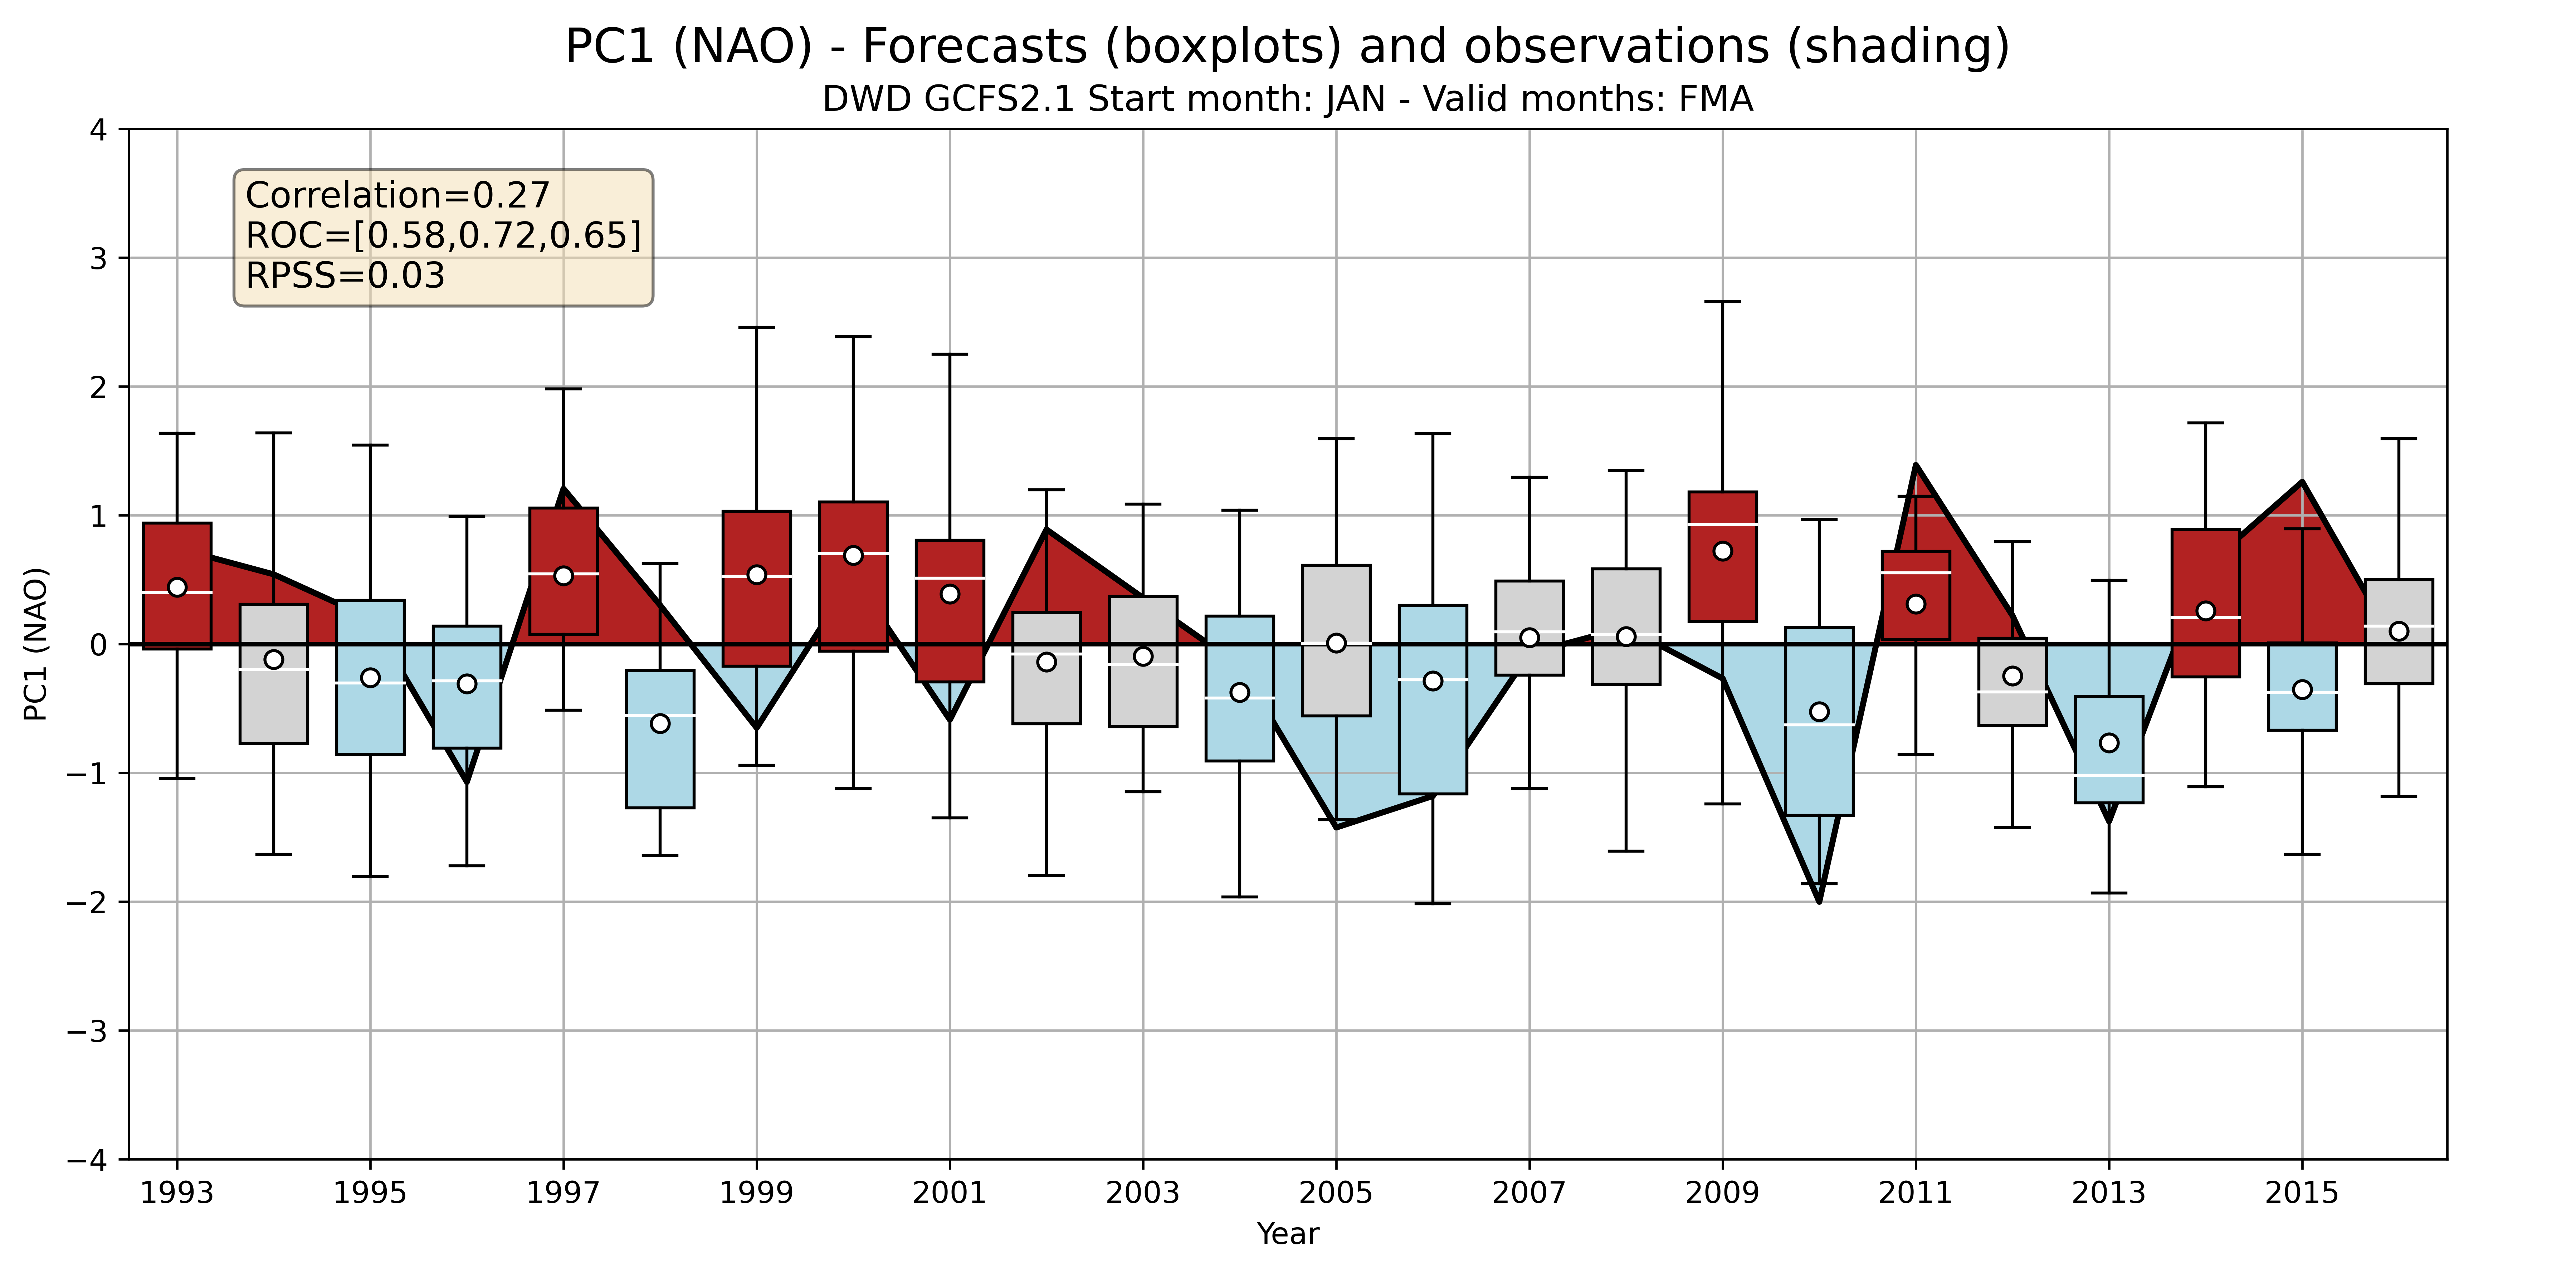 PC1 (NAO) - Forecasts (boxplots) and observations (shading)
DWD GCFS2.1 Start month: JAN - Valid months: FMA
Correlation=0.27
ROC=[0.58,0.72,0.65]
RPSS=0.03
PC1 (NAO)
4
3
2
1
0
−1
−2
−3
−4
1993 1995 1997 1999 2001 2003 2005 2007 2009 2011 2013 2015
Year